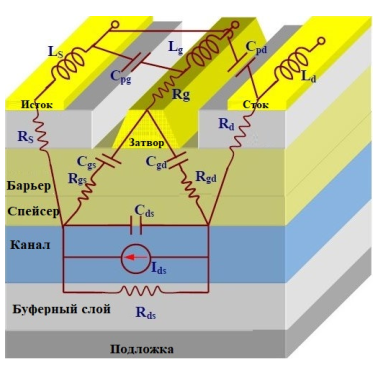 LS
Lg
Cpd
Cpg
Ld
Rg
Исток
Сток
RS
Rd
Затвор
Cgs
Cgd
Rgs
Rgd
Барьер
Спейсер
Cds
Канал
Ids
Буферный слой
Rds
Подложка